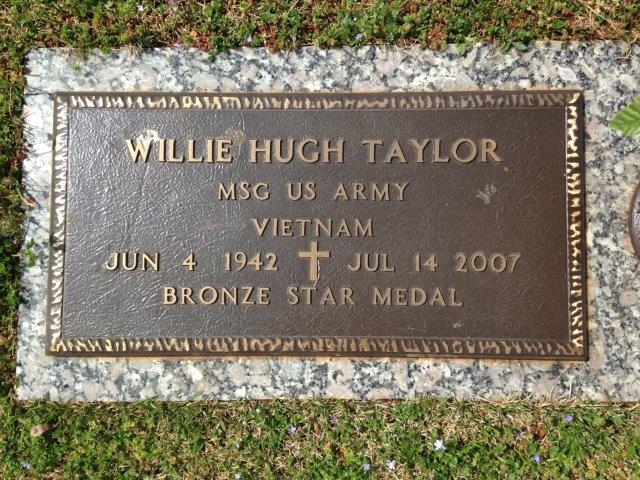 WILLIE HUGH TAYLOR
MSG US ARMY
VIETNAM
JUN 4 1942 JUL 14 2007
BRONZE STAR MEDAL